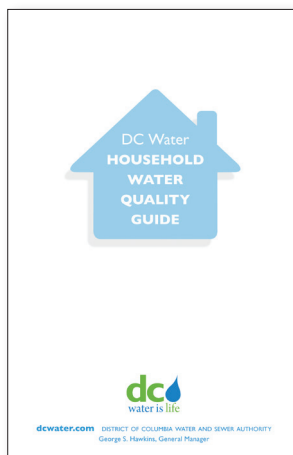 DC Water
HOUSEHOLD
WATER
QUALITY
GUIDE
dc
water is life
dcwater.com DISTRICT OF COLUMBIA WATER AND SEWER AUTHORITY
George S. Hawkins, General Manager